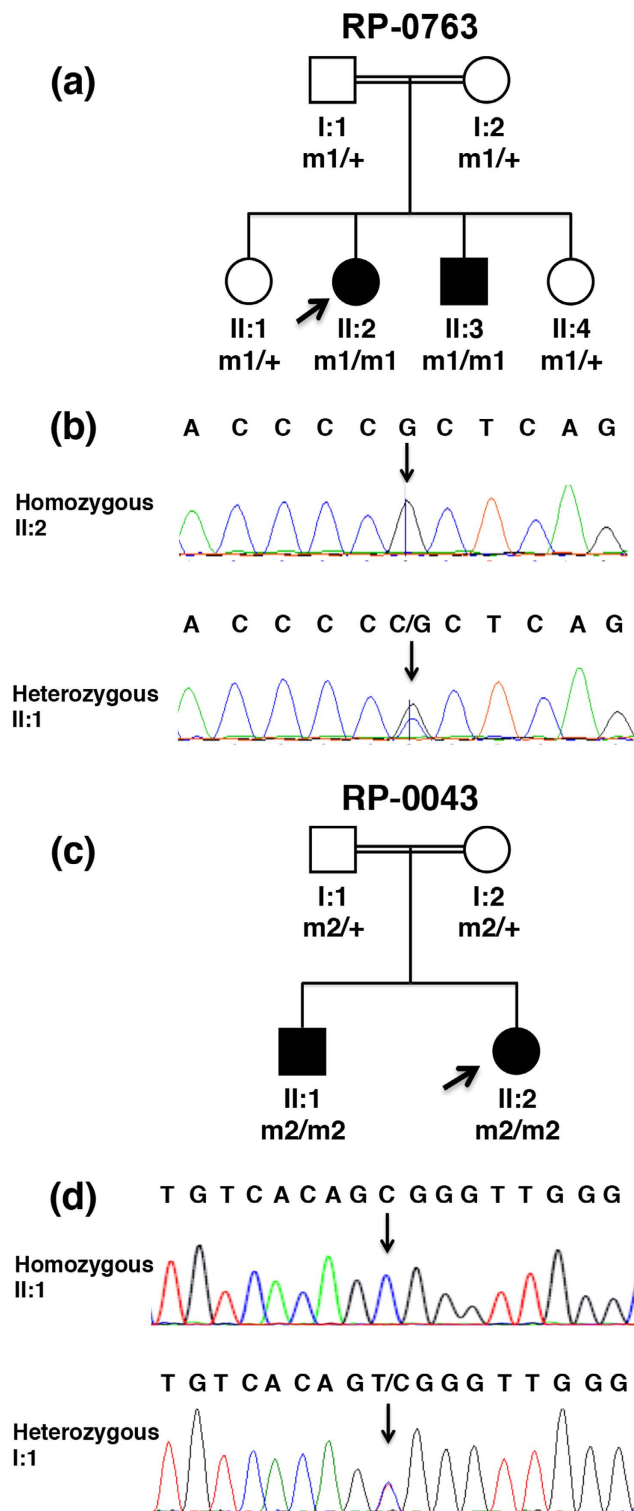 RP-0763
(a)
I:1 I:2
m1/+ m1/+
II:1 II:2 II:3 II:4
m1/+ m1/m1 m1/m1 m1/+
(b)
A C C C C G C T C A G
Homozygous
II:2
A C C C C C/G C T C A G
Heterozygous
II:1
RP-0043
(c)
I:1 I:2
m2/+ m2/+
II:1 II:2
m2/m2 m2/m2
(d)
T G T C A C A G C G G G T T G G G
Homozygous
II:1
T G T C A C A G T/C G G G T T G G G
Heterozygous
I:1